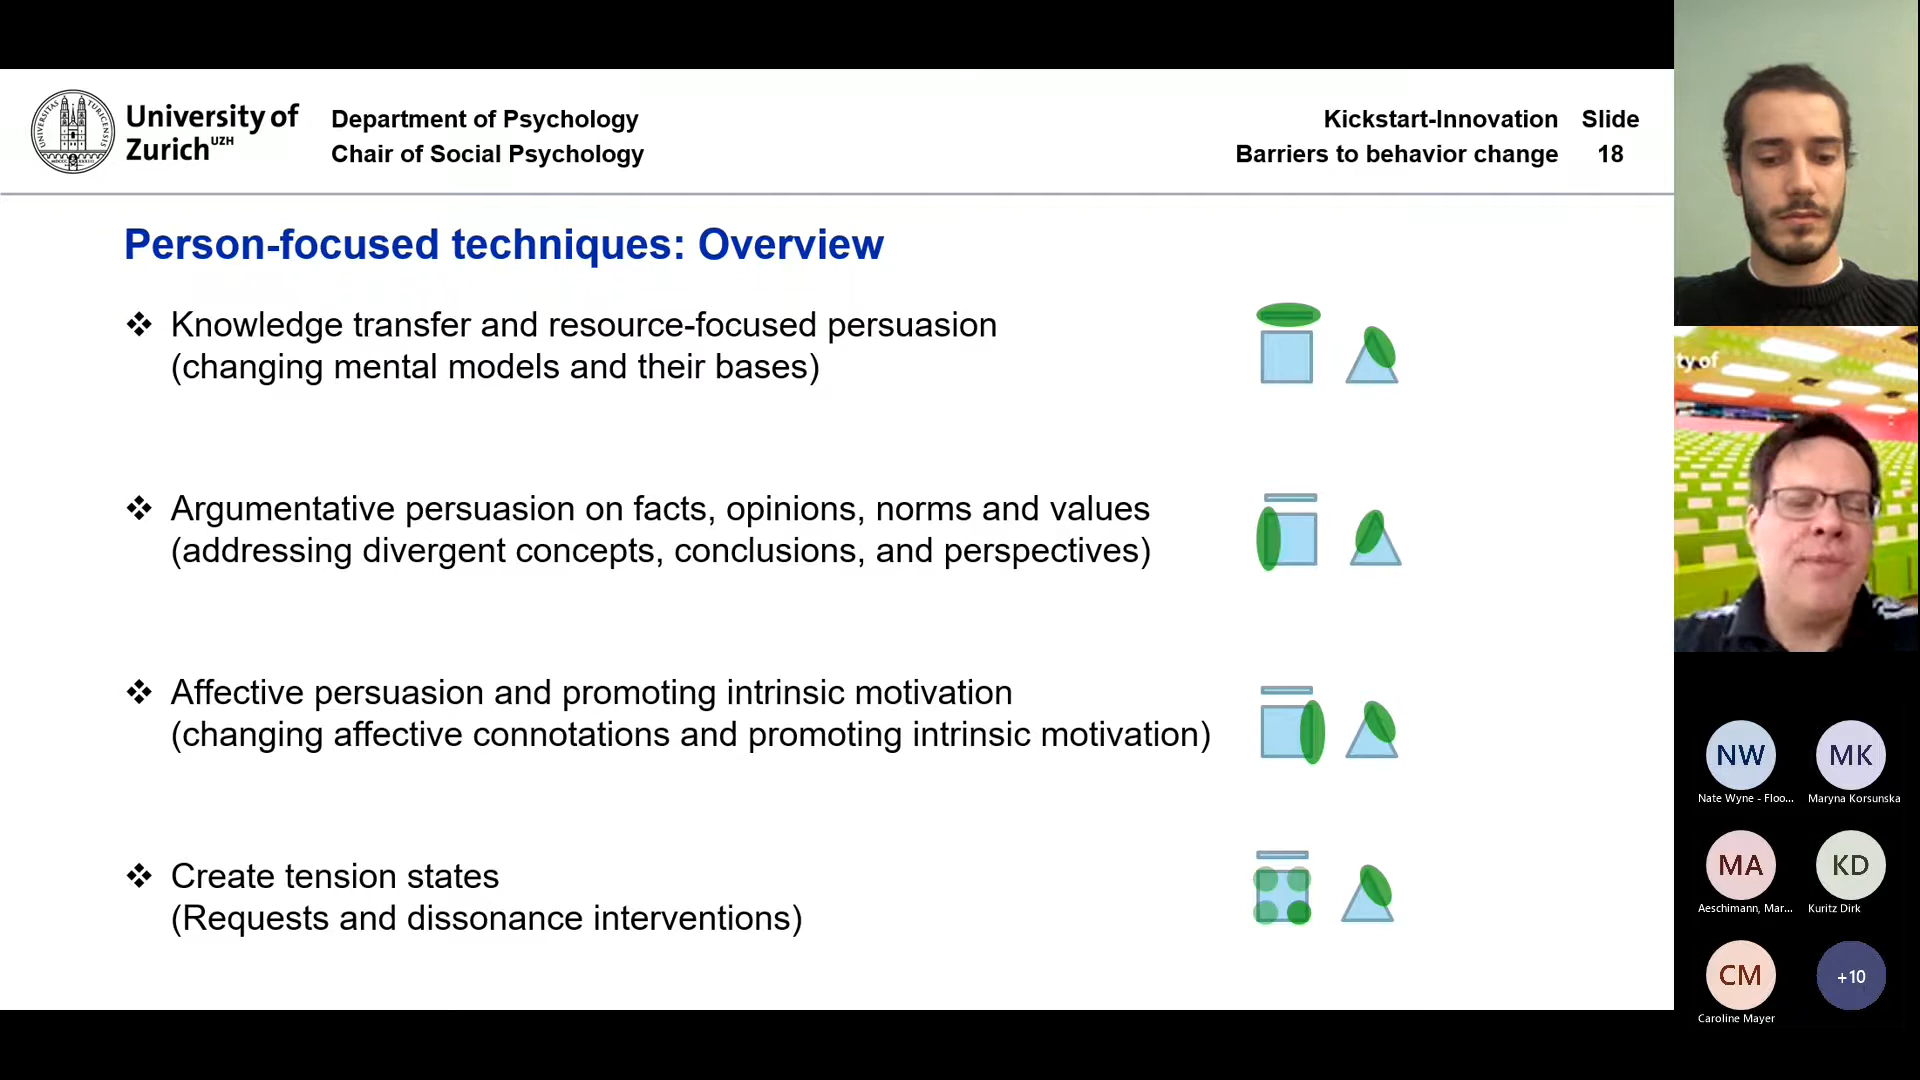 University of
Zurich UZH
Department of Psychology
Chair of Social Psychology
Kickstart-Innovation Slide
Barriers to behavior change 18
Person-focused techniques: Overview
❖ Knowledge transfer and resource-focused persuasion
(changing mental models and their bases)
❖ Argumentative persuasion on facts, opinions, norms and values
(addressing divergent concepts, conclusions, and perspectives)
❖ Affective persuasion and promoting intrinsic motivation
(changing affective connotations and promoting intrinsic motivation)
❖ Create tension states
(Requests and dissonance interventions)
ty of
NW
MK
Nate Wyne - Floo...
Maryna Korsunska
MA
KD
Aeschimann, Mar...
Kuritz Dirk
CM
+10
Caroline Mayer